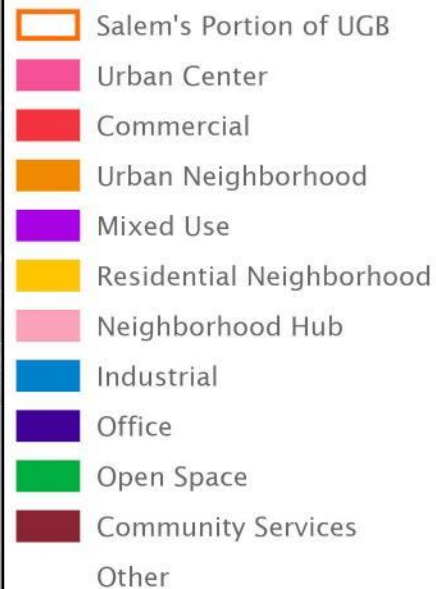 Salem's Portion of UGB
Urban Center
Commercial
Urban Neighborhood
Mixed Use
Residential Neighborhood
Neighborhood Hub
Industrial
Office
Open Space
Community Services
Other